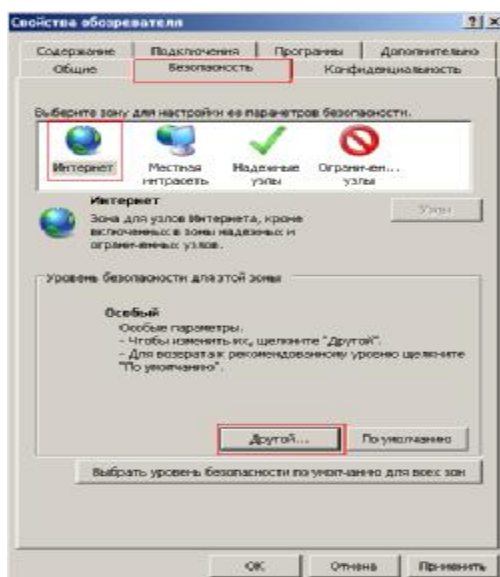 Свойства обозревателя
Содержание Подключения Программы Дополнительно
Общие Безопасность Конфиденциальность
Выберите зону для настройки ее параметров безопасности.
Интернет Местная интрасеть Надежные узлы Ограничен... узлы
Интернет
Зона для узлов Интернета, кроме
включенных в зоны надежных и
ограниченных узлов.
Узлы
Уровень безопасности для этой зоны
Особый
Особые параметры.
- Чтобы изменить их, щелкните "Другой".
- Для возврата к рекомендованному уровню щелкните
"По умолчанию".
Другой... По умолчанию
Выбрать уровень безопасности по умолчанию для всех зон
ОК Отмена Применить